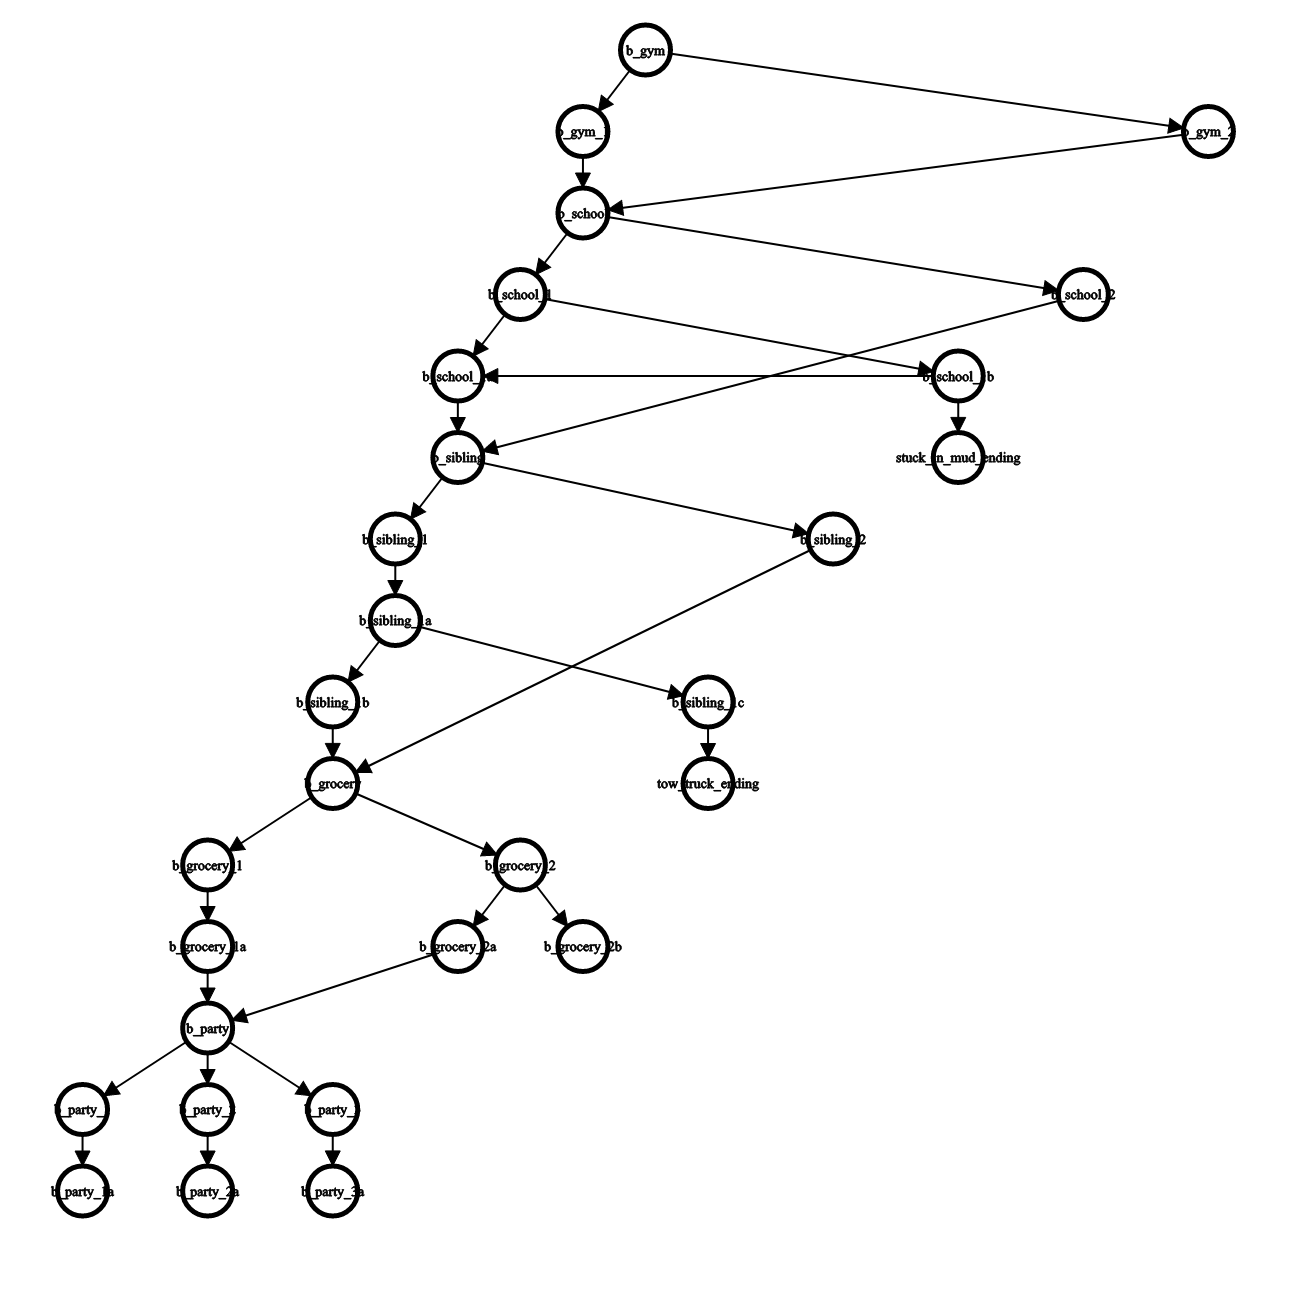 b_gym
b_gym_1
b_gym_2
b_school
b_school_1
b_school_2
b_school_1a
b_school_1b
b_sibling
stuck_in_mud_ending
b_sibling_1
b_sibling_2
b_sibling_1a
b_sibling_1b
b_sibling_1c
b_grocery
tow_truck_ending
b_grocery_1
b_grocery_2
b_grocery_1a
b_grocery_2a
b_grocery_2b
b_party
b_party_1
b_party_2
b_party_3
b_party_1a
b_party_2a
b_party_3a